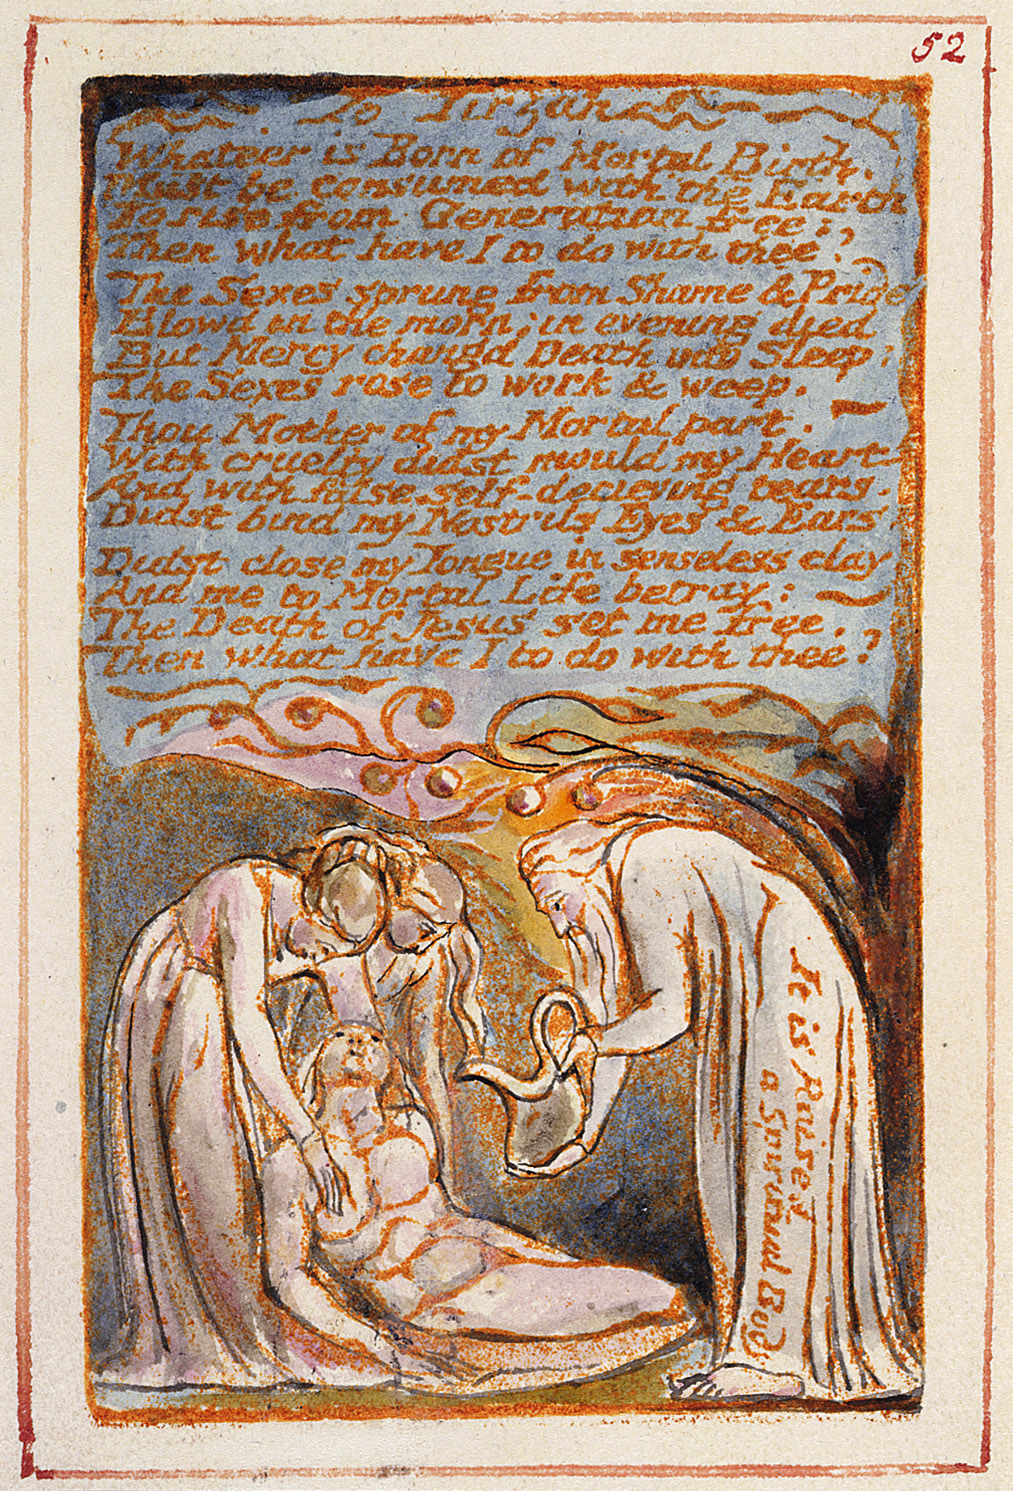 52
To Tirzah
Whateer is Born of Mortal Birth,
Must be consumed with the Earth
To rise from Generation free:
Then what have I to do with thee?
The Sexes sprung from Shame & Pride
Blowd in the morn; in evening died
But Mercy changd Death into Sleep;
The Sexes rose to work & weep.
Thou Mother of my Mortal part.
With cruelty didst mould my Heart
And with false self-decieving tears.
Didst bind my Nostrils Eyes & Ears.
Didst close my Tongue in senseless clay
And me to Mortal Life betray:
The Death of Jesus set me free.
Then what have I to do with thee?
It is Raised
a Spiritual Body